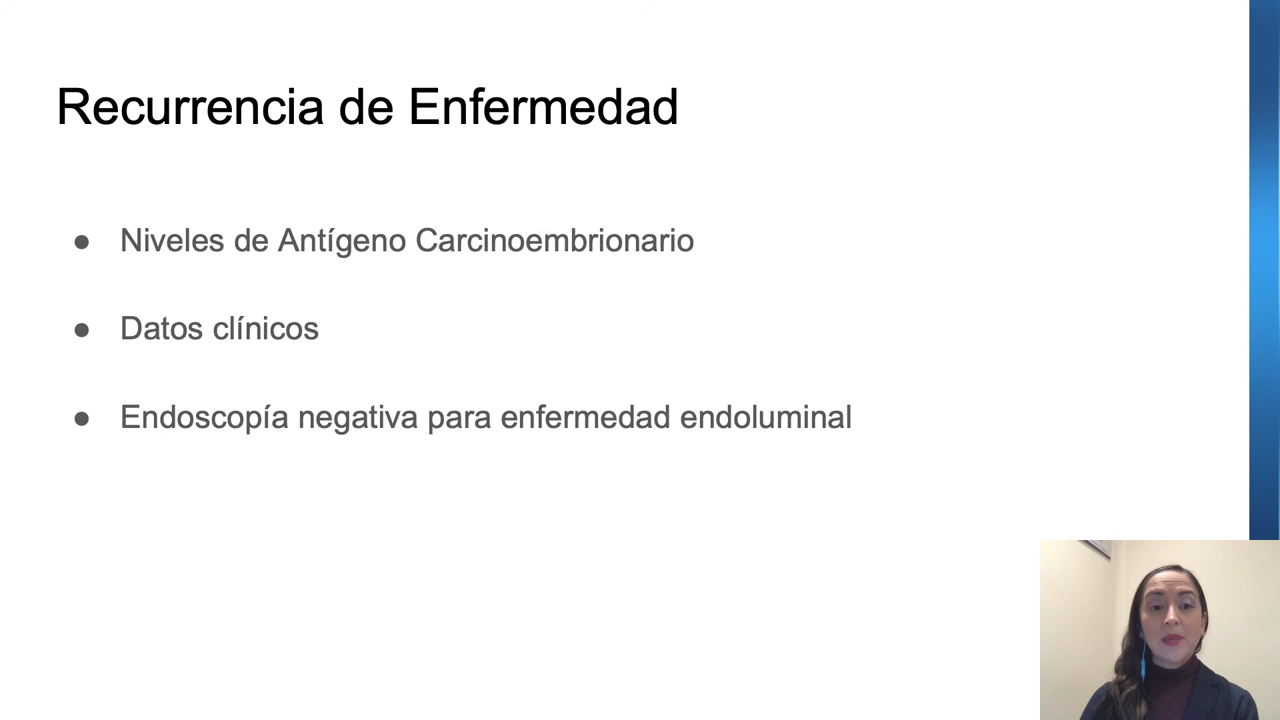 Recurrencia de Enfermedad
● Niveles de Antígeno Carcinoembrionario
● Datos clínicos
● Endoscopía negativa para enfermedad endoluminal